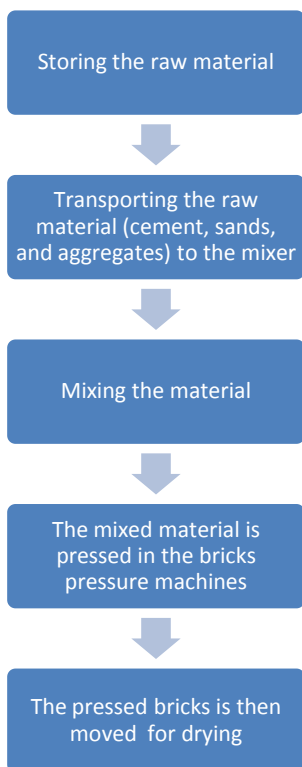 Storing the raw material
Transporting the raw
material (cement, sands,
and aggregates) to the mixer
Mixing the material
The mixed material is
pressed in the bricks
pressure machines
The pressed bricks is then
moved for drying